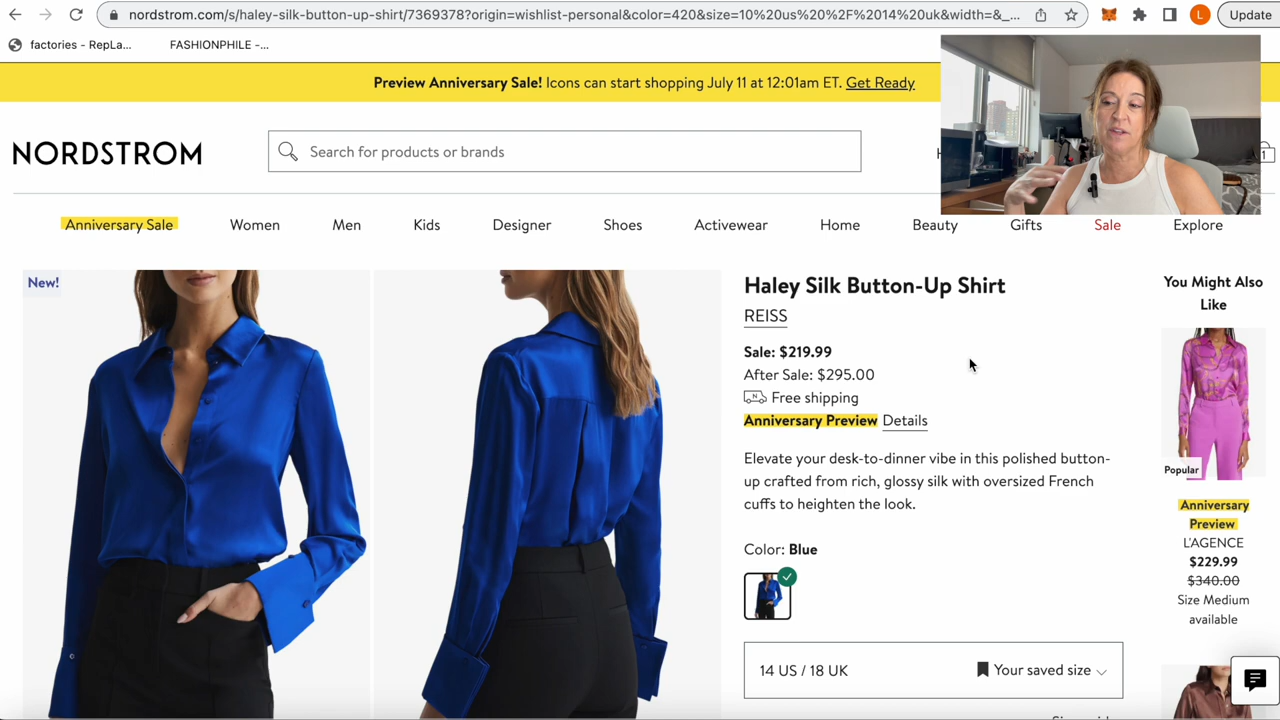 nordstrom.com/s/haley-silk-button-up-shirt/7369378?origin=wishlist-personal&color=420&size=10%20us%20%2F%2014%20uk&width=&_...
Update
L
factories - RepLa...
FASHIONPHILE -...
Preview Anniversary Sale! Icons can start shopping July 11 at 12:01am ET. Get Ready
NORDSTROM
Search for products or brands
1
Anniversary Sale
Women
Men
Kids
Designer
Shoes
Activewear
Home
Beauty
Gifts
Sale
Explore
New!
Haley Silk Button-Up Shirt
REISS
Sale: $219.99
After Sale: $295.00
N
Free shipping
Anniversary Preview Details
Elevate your desk-to-dinner vibe in this polished button-
up crafted from rich, glossy silk with oversized French
cuffs to heighten the look.
Color: Blue
14 US / 18 UK
Your saved size
You Might Also
Like
Popular
Anniversary
Preview
L'AGENCE
$229.99
$340.00
Size Medium
available